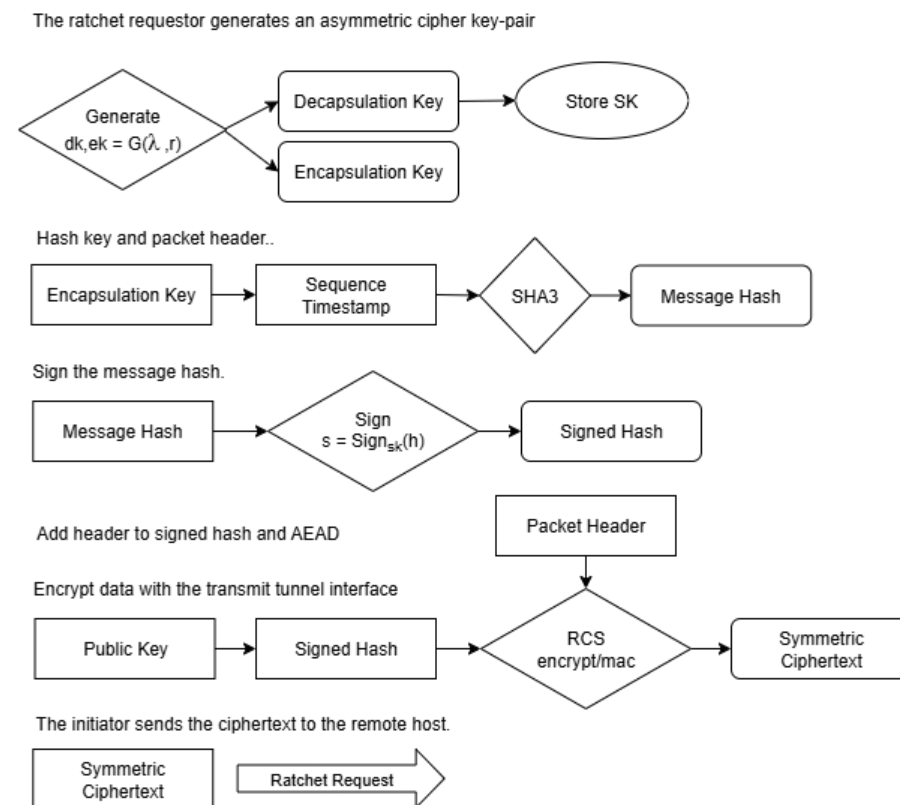 The ratchet requestor generates an asymmetric cipher key-pair
Generate
dk,ek = G(λ ,r)
Decapsulation Key
Store SK
Encapsulation Key
Hash key and packet header..
Encapsulation Key
Sequence
Timestamp
SHA3
Message Hash
Sign the message hash.
Message Hash
Sign
s = Signsk(h)
Signed Hash
Add header to signed hash and AEAD
Packet Header
Encrypt data with the transmit tunnel interface
Public Key
Signed Hash
RCS
encrypt/mac
Symmetric
Ciphertext
The initiator sends the ciphertext to the remote host.
Symmetric
Ciphertext
Ratchet Request